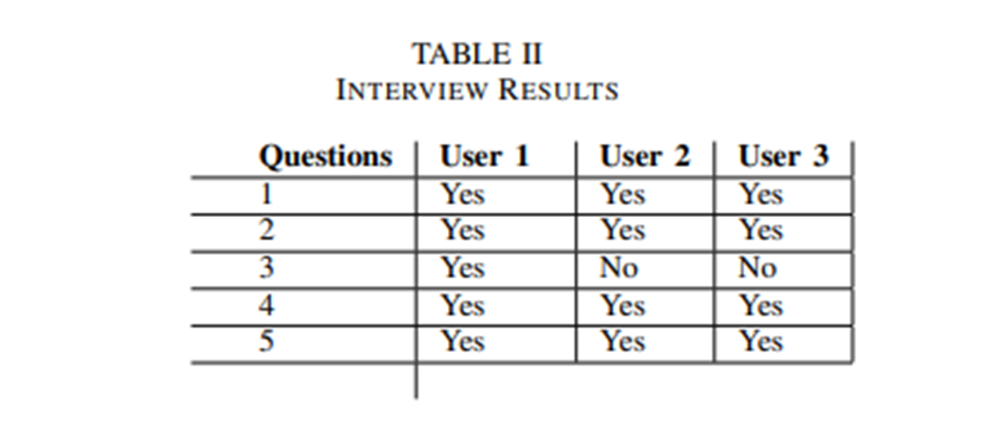 TABLE II
INTERVIEW RESULTS
Questions User 1 User 2 User 3
1 Yes Yes Yes
2 Yes Yes Yes
3 Yes No No
4 Yes Yes Yes
5 Yes Yes Yes